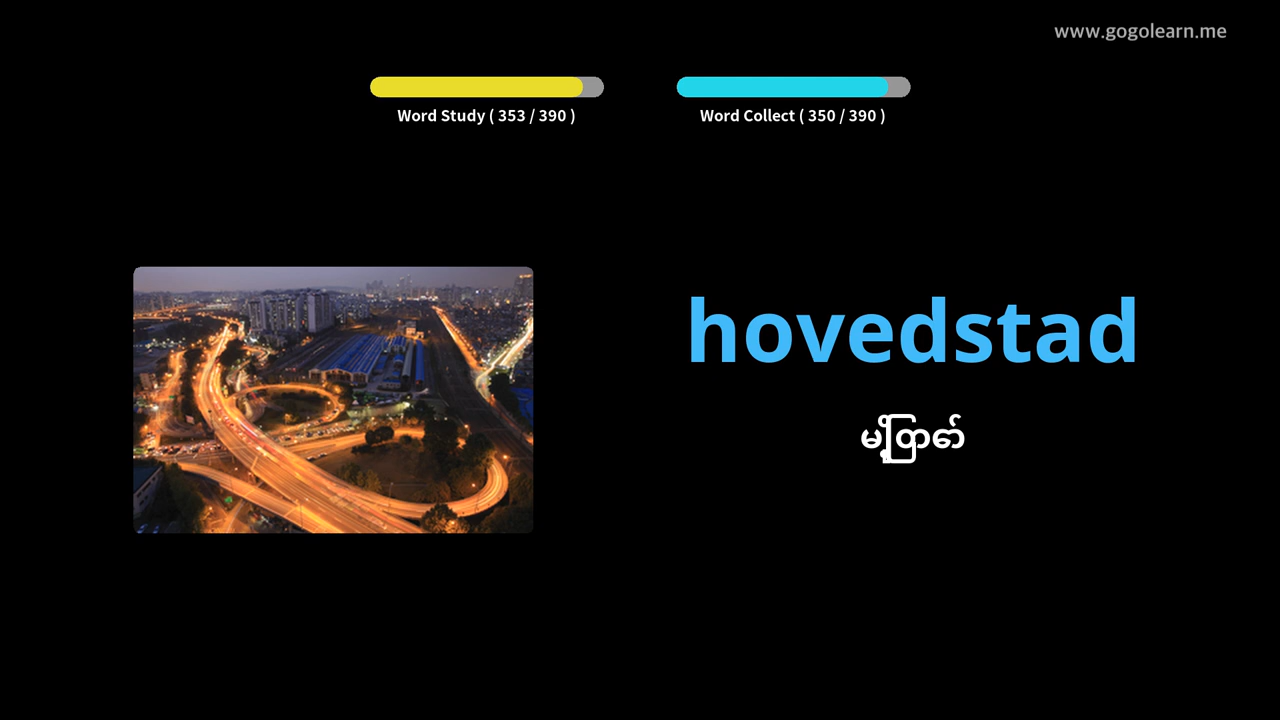 www.gogolearn.me
Word Study ( 353 / 390 )
Word Collect ( 350 / 390 )
hovedstad
မြို့တော်